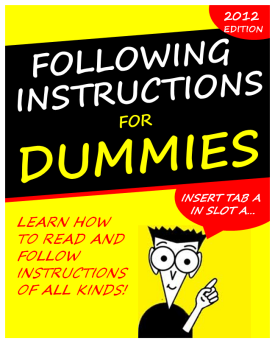 2012
EDITION
FOLLOWING
INSTRUCTIONS
FOR
DUMMIES
INSERT TAB A
IN SLOT A...
LEARN HOW
TO READ AND
FOLLOW
INSTRUCTIONS
OF ALL KINDS!